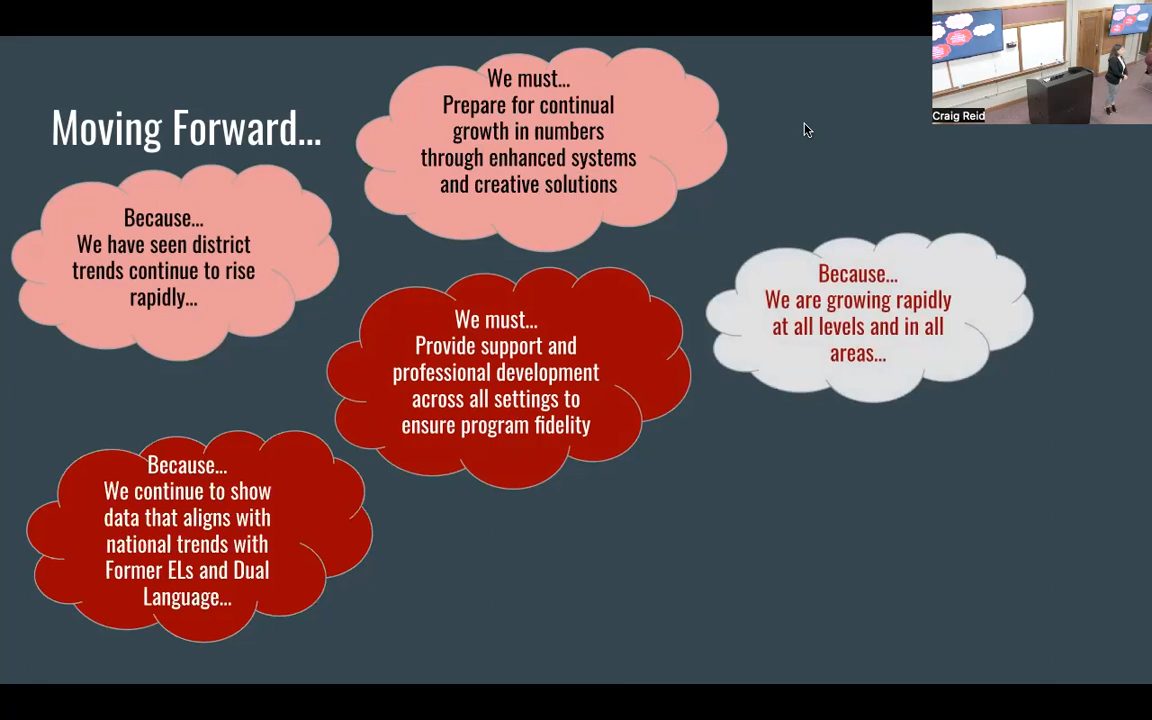 Moving Forward...
Because...
We have seen district
trends continue to rise
rapidly...
We must...
Prepare for continual
growth in numbers
through enhanced systems
and creative solutions
Because...
We continue to show
data that aligns with
national trends with
Former ELs and Dual
Language...
We must...
Provide support and
professional development
across all settings to
ensure program fidelity
Because...
We are growing rapidly
at all levels and in all
areas...
Craig Reid